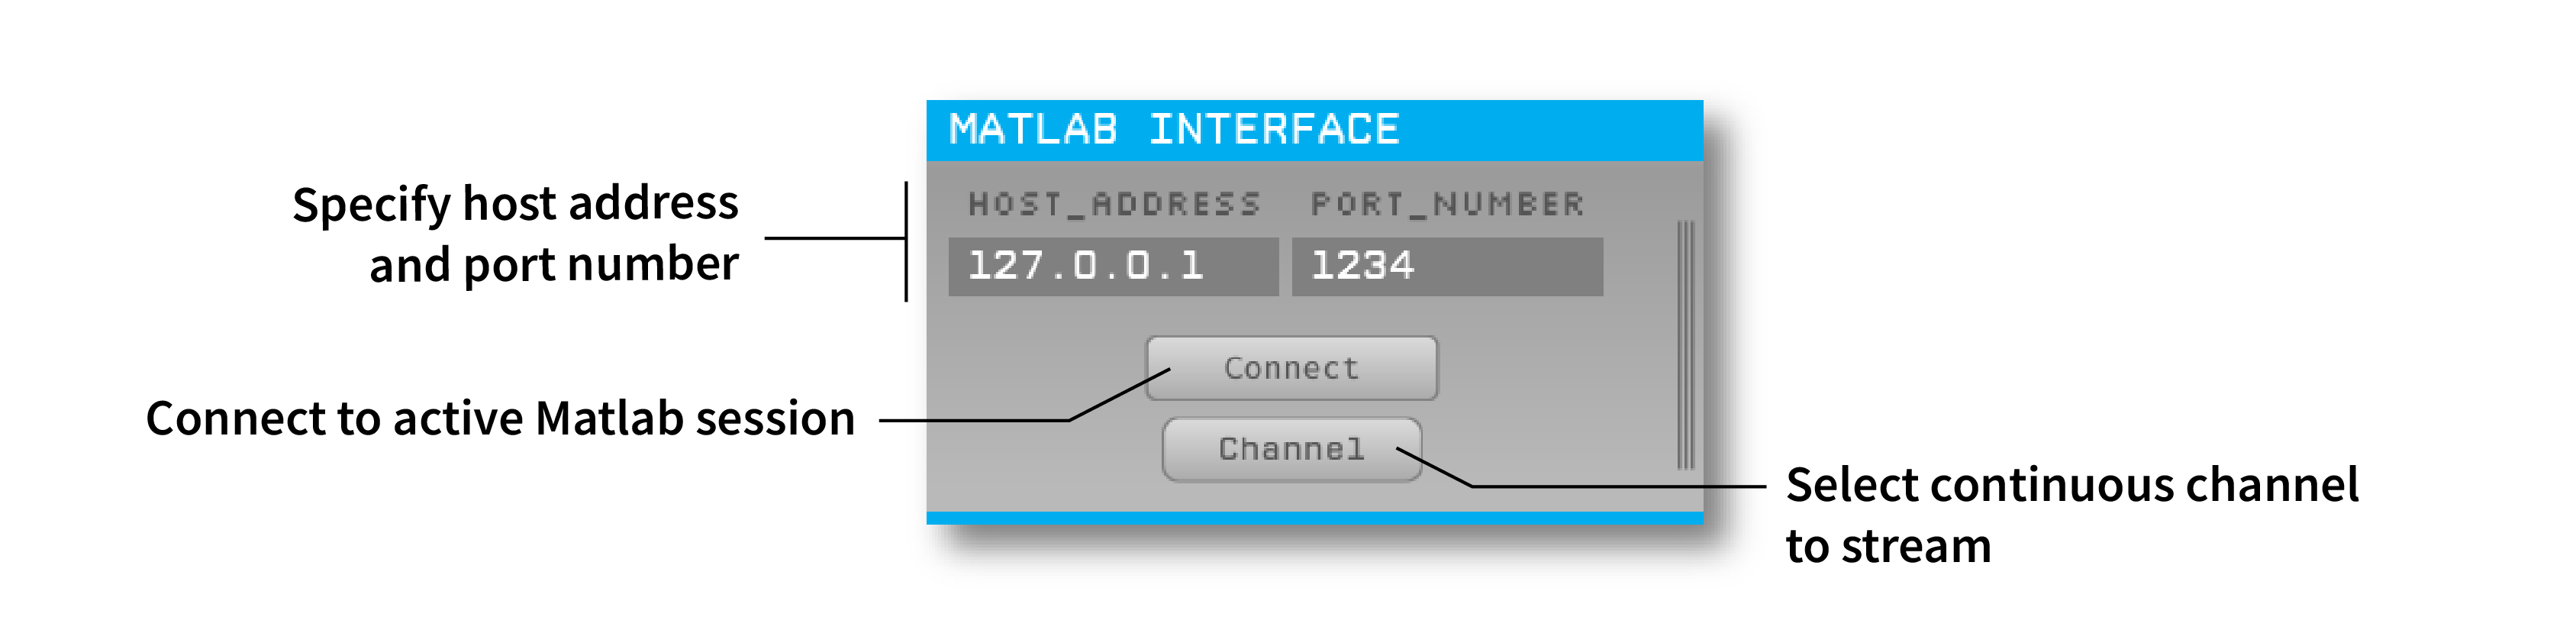 MATLAB INTERFACE
Specify host address
and port number
HOST_ADDRESS PORT_NUMBER
127.0.0.1 1234
Connect
Connect to active Matlab session
Channel
Select continuous channel
to stream